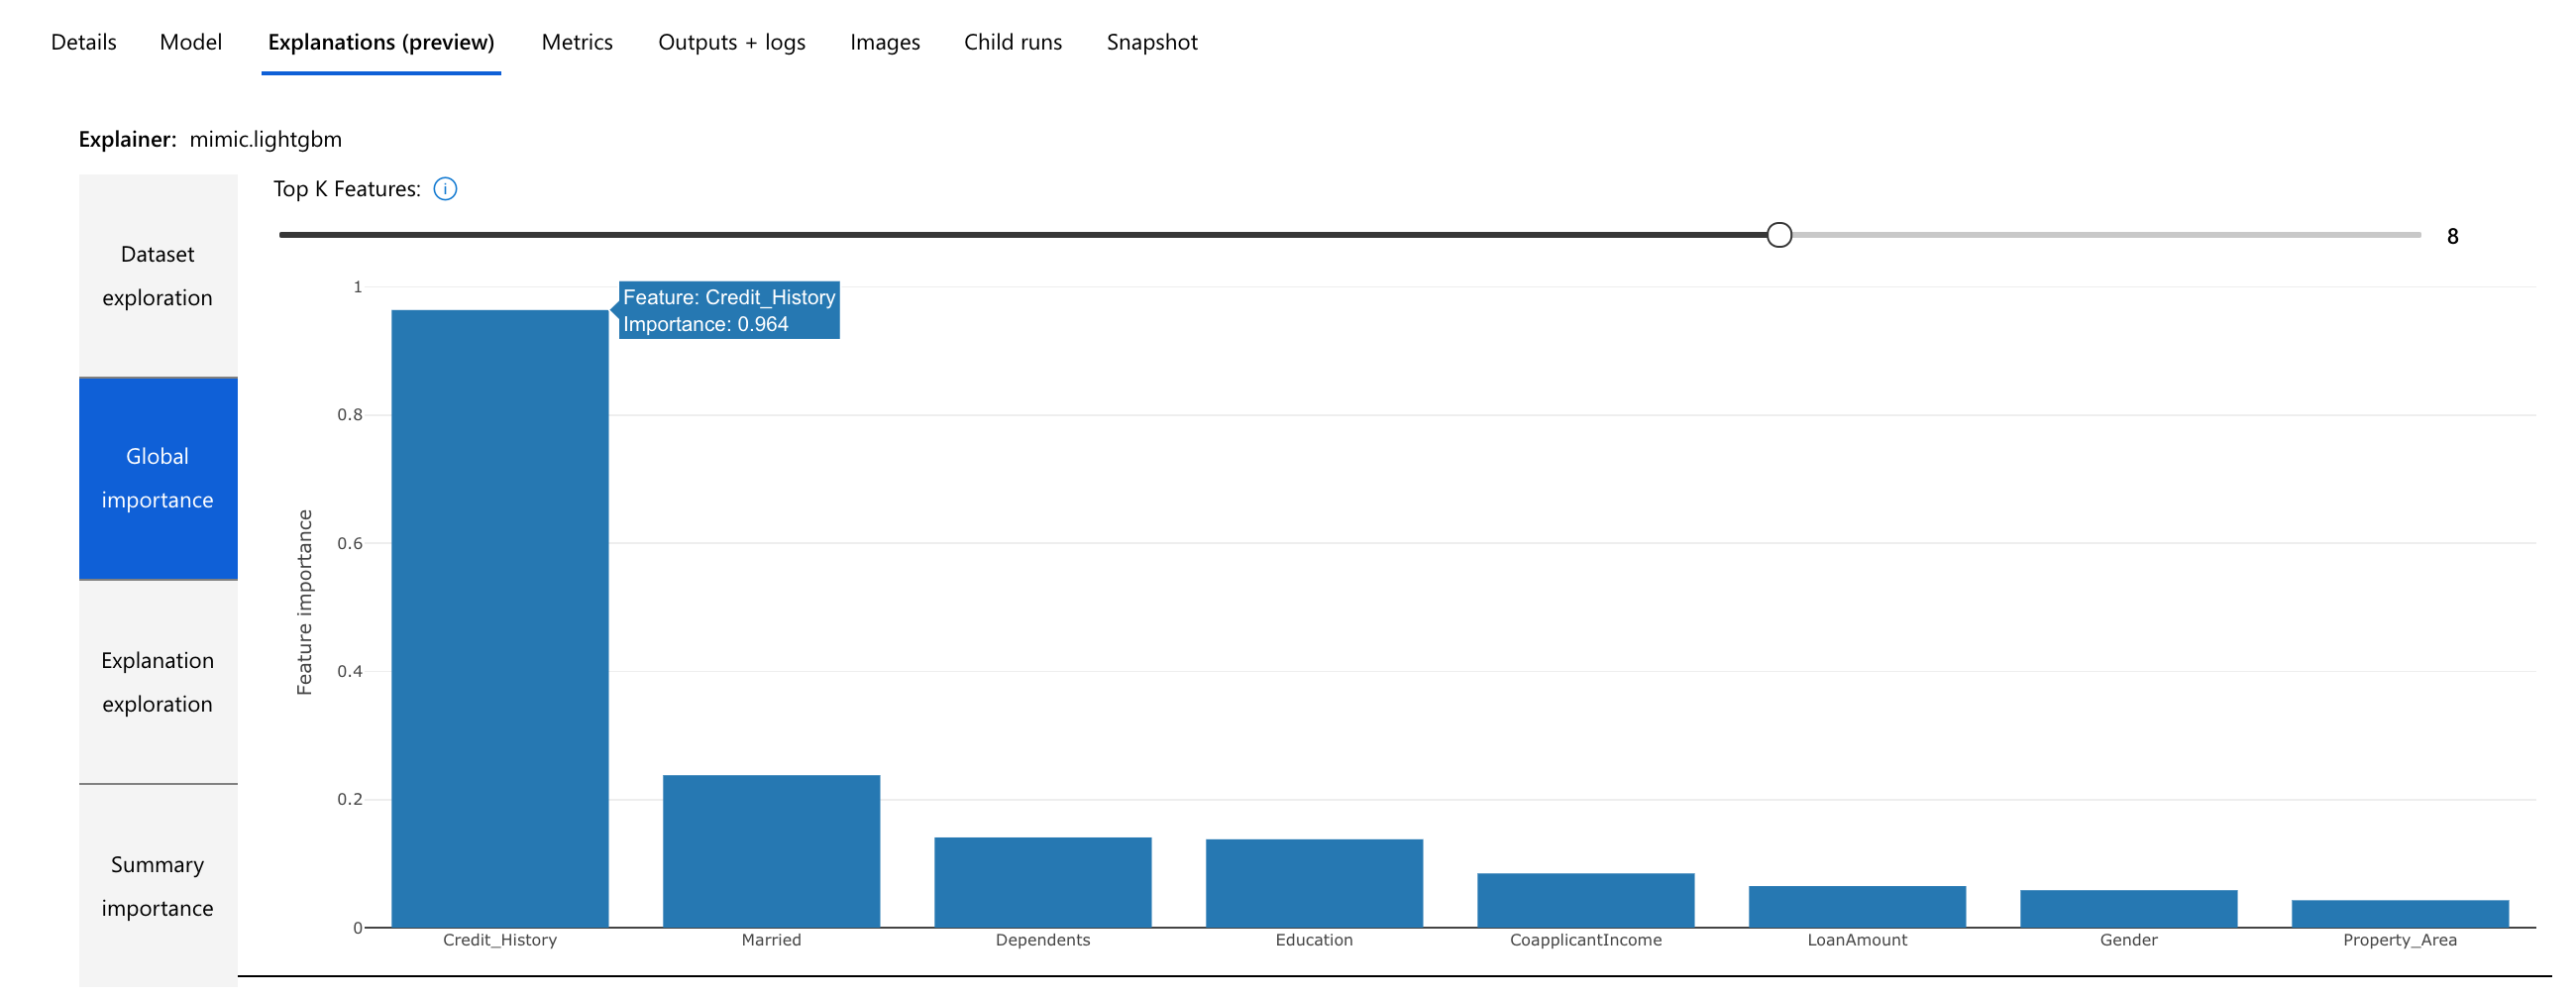 Details Model Explanations (preview) Metrics Outputs + logs Images Child runs Snapshot
Explainer: mimic.lightgbm
Dataset
exploration
Global
importance
Explanation
exploration
Summary
importance
Top K Features: i
8
Feature: Credit_History
Importance: 0.964
Feature importance
1
0.8
0.6
0.4
0.2
0
Credit_History Married Dependents Education CoapplicantIncome LoanAmount Gender Property_Area